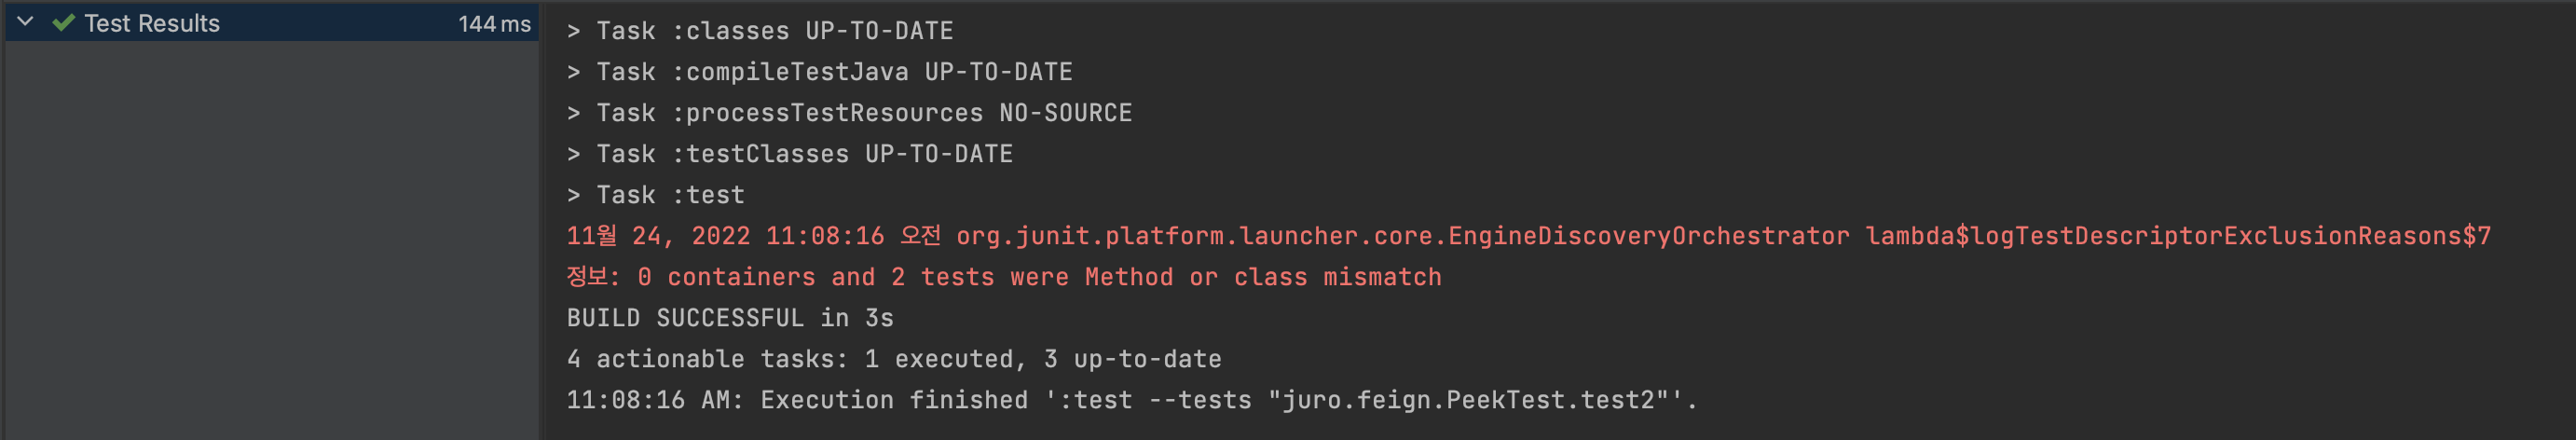 Test Results 144 ms
> Task :classes UP-TO-DATE
> Task :compileTestJava UP-TO-DATE
> Task :processTestResources NO-SOURCE
> Task :testClasses UP-TO-DATE
> Task :test
11월 24, 2022 11:08:16 오전 org.junit.platform.launcher.core.EngineDiscoveryOrchestrator lambda$logTestDescriptorExclusionReasons$7
정보: 0 containers and 2 tests were Method or class mismatch
BUILD SUCCESSFUL in 3s
4 actionable tasks: 1 executed, 3 up-to-date
11:08:16 AM: Execution finished ':test --tests "juro.feign.PeekTest.test2"'.